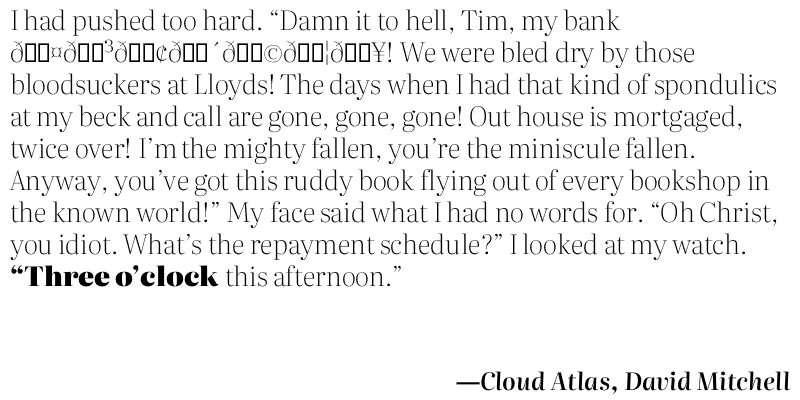 I had pushed too hard. “Damn it to hell, Tim, my bank
! We were bled dry by those
bloodsuckers at Lloyds! The days when I had that kind of spondulics
at my beck and call are gone, gone, gone! Out house is mortgaged,
twice over! I’m the mighty fallen, you’re the miniscule fallen.
Anyway, you’ve got this ruddy book flying out of every bookshop in
the known world!” My face said what I had no words for. “Oh Christ,
you idiot. What’s the repayment schedule?” I looked at my watch.
“Three o’clock this afternoon.”
—Cloud Atlas, David Mitchell